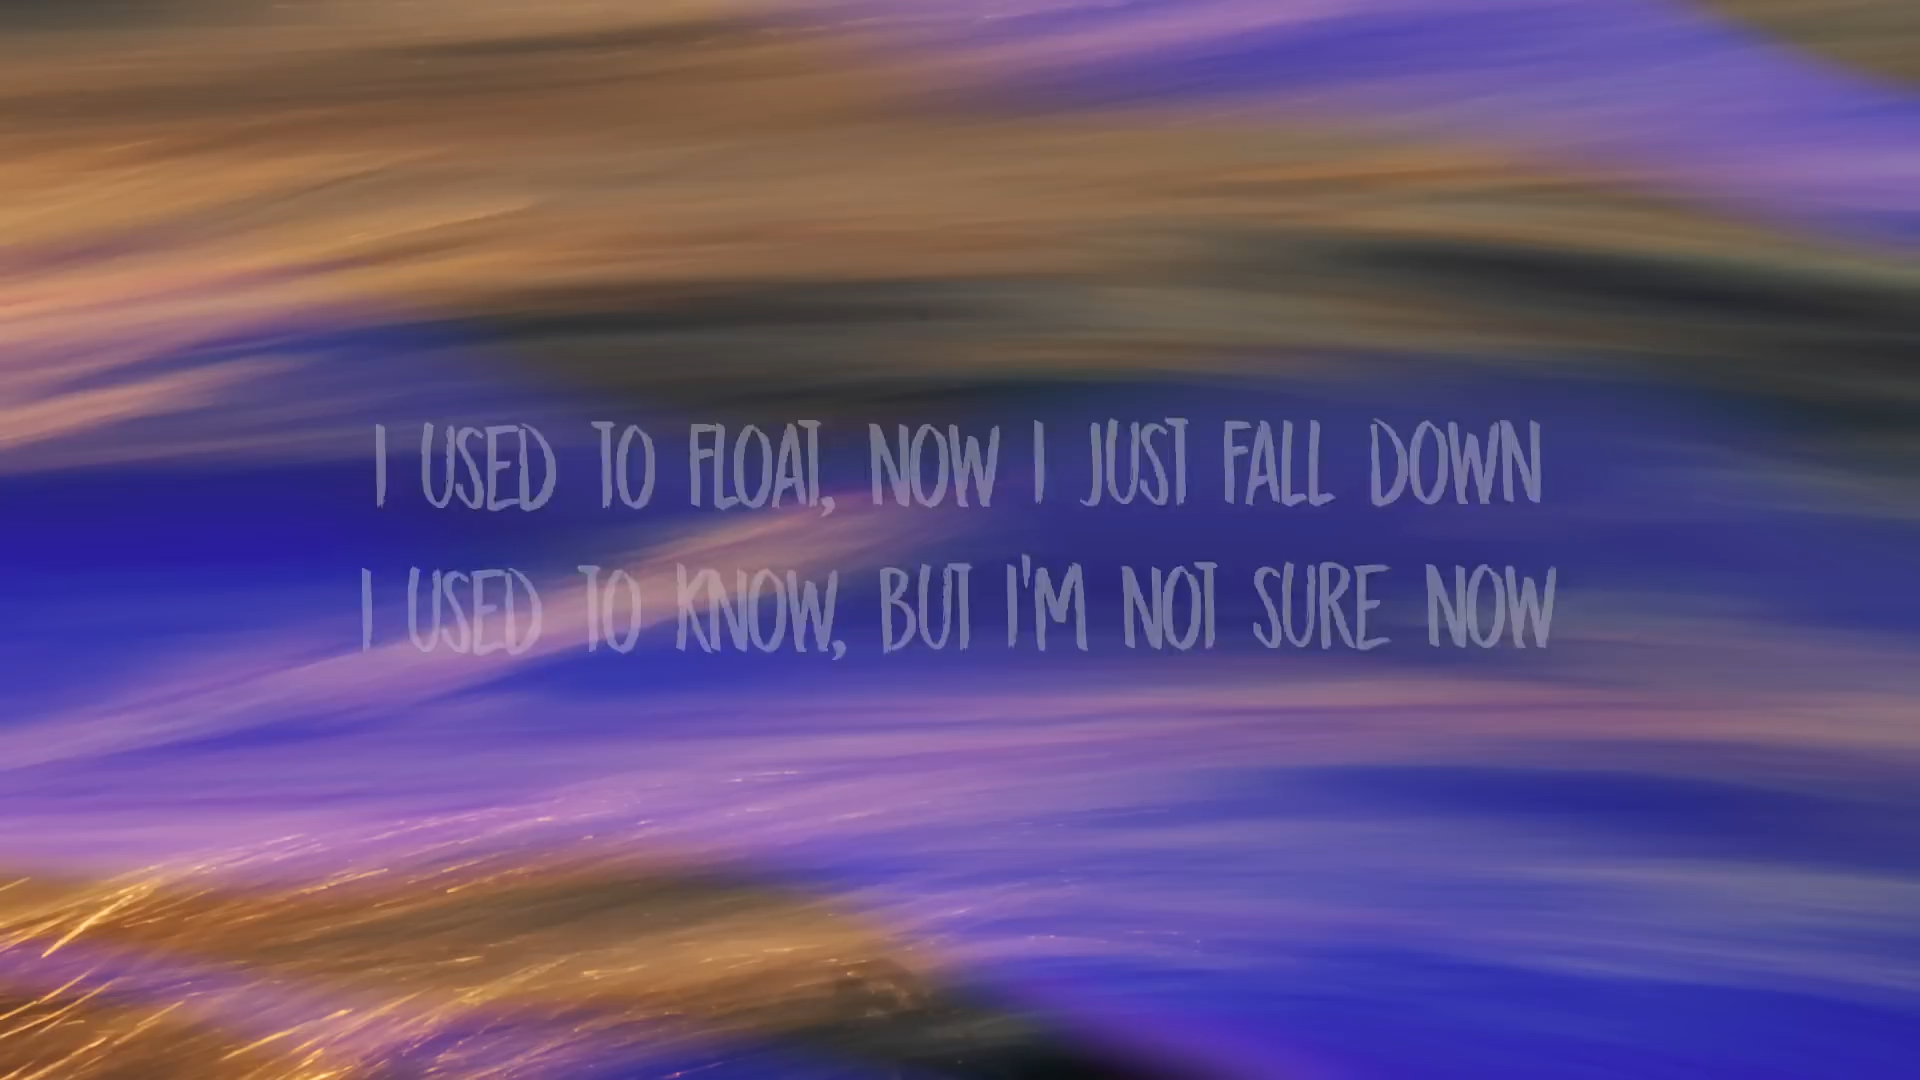 I USED TO FLOAT, NOW I JUST FALL DOWN
I USED TO KNOW, BUT I'M NOT SURE NOW